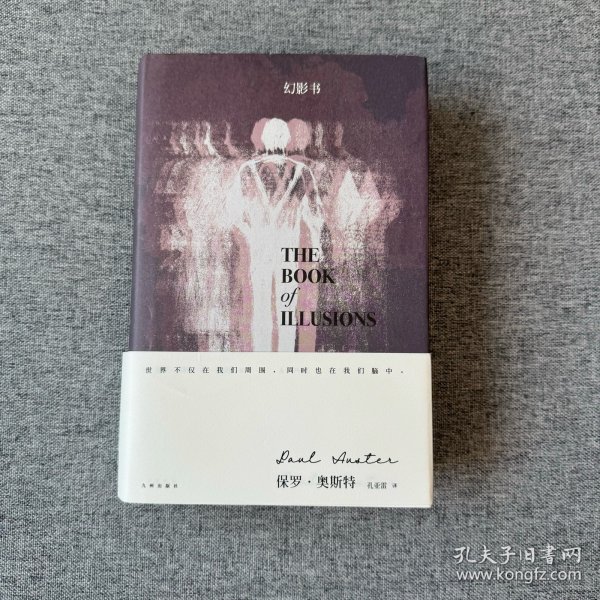 幻影书
THE
BOOK
of
ILLUSIONS
世界不仅在我们周围，同时也在我们脑中。
Paul Auster
九州出版社
保罗·奥斯特 孔亚雷 译
孔夫子旧书网
www.kongfz.com